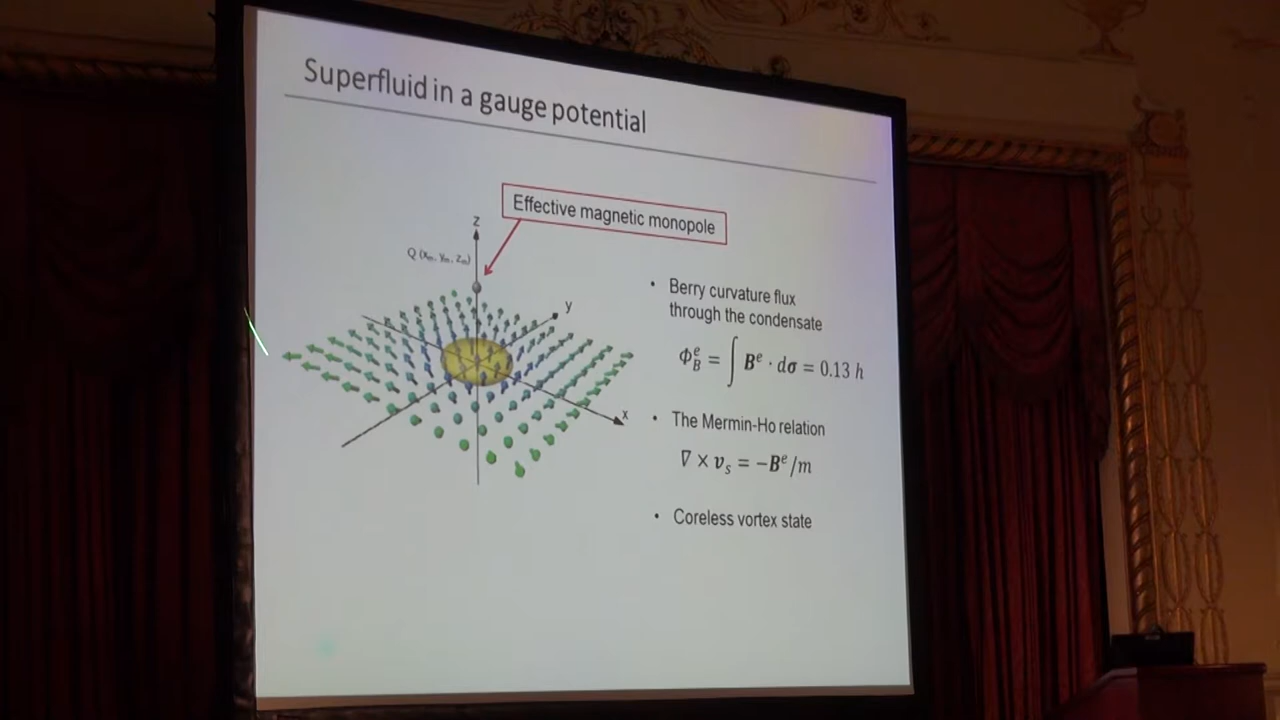 Superfluid in a gauge potential
Effective magnetic monopole
z
Q (xₘ, yₘ, zₘ)
y
x
• Berry curvature flux
through the condensate
Φ_B^e = ∫ B^e · dσ = 0.13 h
• The Mermin-Ho relation
∇ × v_s = −B^e/m
• Coreless vortex state